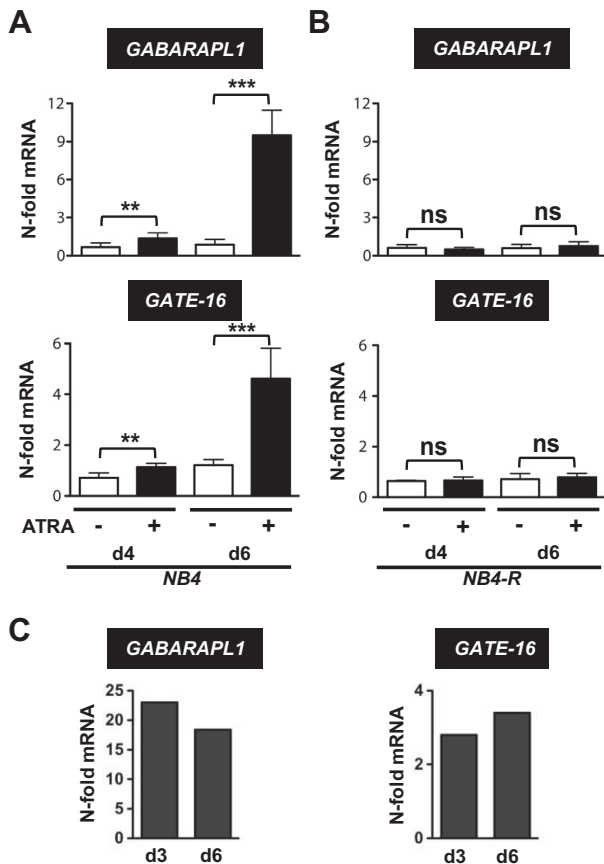 A
B
GABARAPL1
GABARAPL1
N-fold mRNA
12
9
6
3
0
**
***
N-fold mRNA
12
9
6
3
0
ns
ns
GATE-16
GATE-16
N-fold mRNA
6
4
2
0
**
***
N-fold mRNA
6
4
2
0
ns
ns
ATRA - + - +
- + - +
d4 d6
d4 d6
NB4
NB4-R
C
GABARAPL1
GATE-16
N-fold mRNA
25
20
15
10
5
0
d3 d6
N-fold mRNA
4
2
0
d3 d6